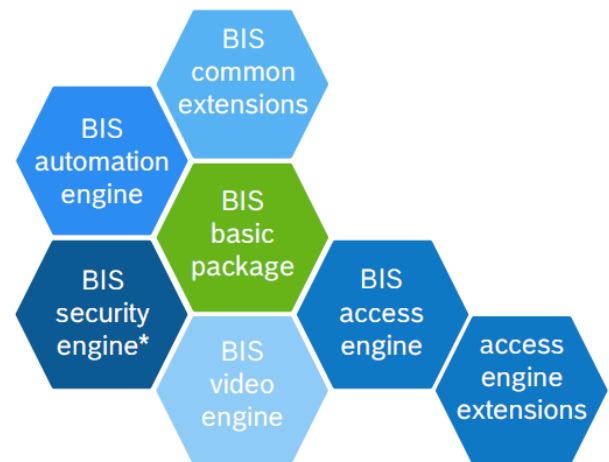 BIS
common
extensions
BIS
automation
engine
BIS
basic
package
BIS
security
engine*
BIS
access
engine
BIS
video
engine
access
engine
extensions